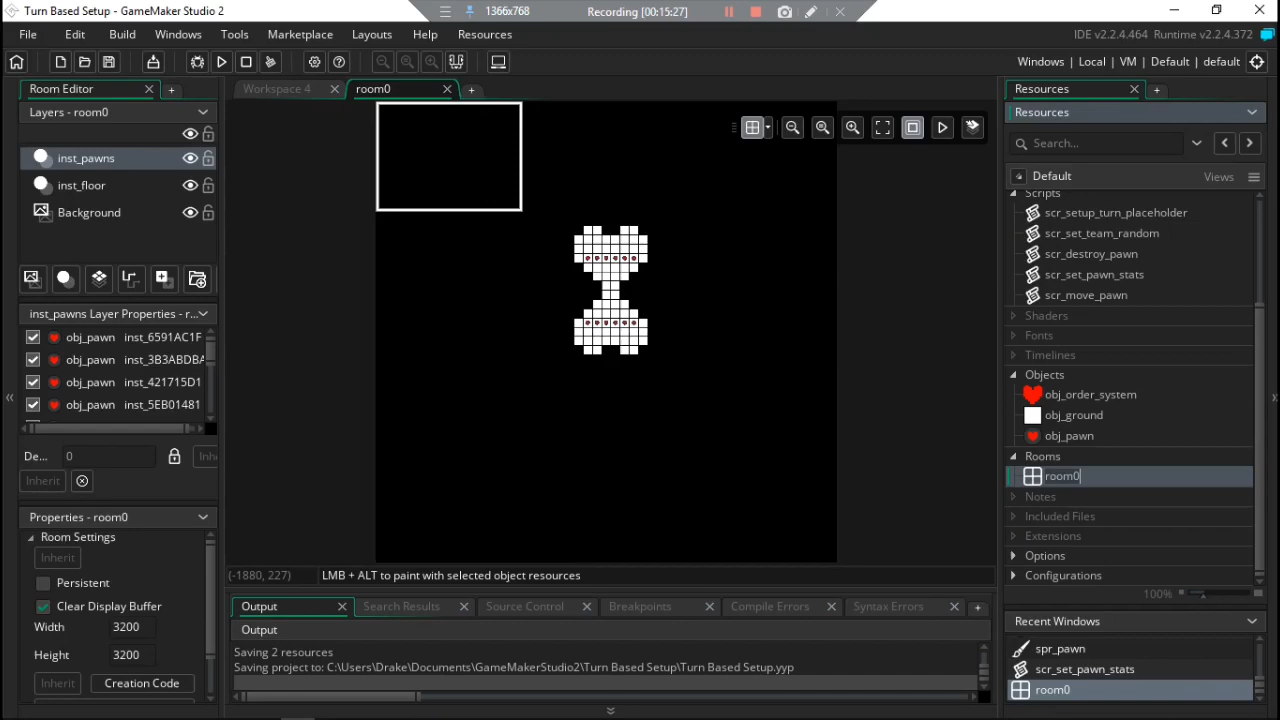 Turn Based Setup - GameMaker Studio 2
1366x768
Recording [00:15:27]
File Edit Build Windows Tools Marketplace Layouts Help Resources
IDE v2.2.4.464 Runtime v2.2.4.372
Windows | Local | VM | Default | default
Room Editor
Workspace 4
room0
Resources
Layers - room0
Resources
Search...
inst_pawns
inst_floor
Background
Default
Views
Scripts
scr_setup_turn_placeholder
scr_set_team_random
scr_destroy_pawn
scr_set_pawn_stats
scr_move_pawn
Shaders
Fonts
Timelines
Objects
obj_order_system
obj_ground
obj_pawn
Rooms
room0
Notes
Included Files
Extensions
Options
Configurations
100%
inst_pawns Layer Properties - r...
obj_pawn inst_6591AC1F
obj_pawn inst_3B3ABDBA
obj_pawn inst_421715D1
obj_pawn inst_5EB01481
De... 0
Inherit
Properties - room0
Room Settings
Inherit
Persistent
Clear Display Buffer
Width 3200
Height 3200
Inherit
Creation Code
(-1880, 227)
LMB + ALT to paint with selected object resources
Output
Search Results
Source Control
Breakpoints
Compile Errors
Syntax Errors
Output
Saving 2 resources
Saving project to: C:\Users\Drake\Documents\GameMakerStudio2\Turn Based Setup\Turn Based Setup.yyp
Recent Windows
spr_pawn
scr_set_pawn_stats
room0